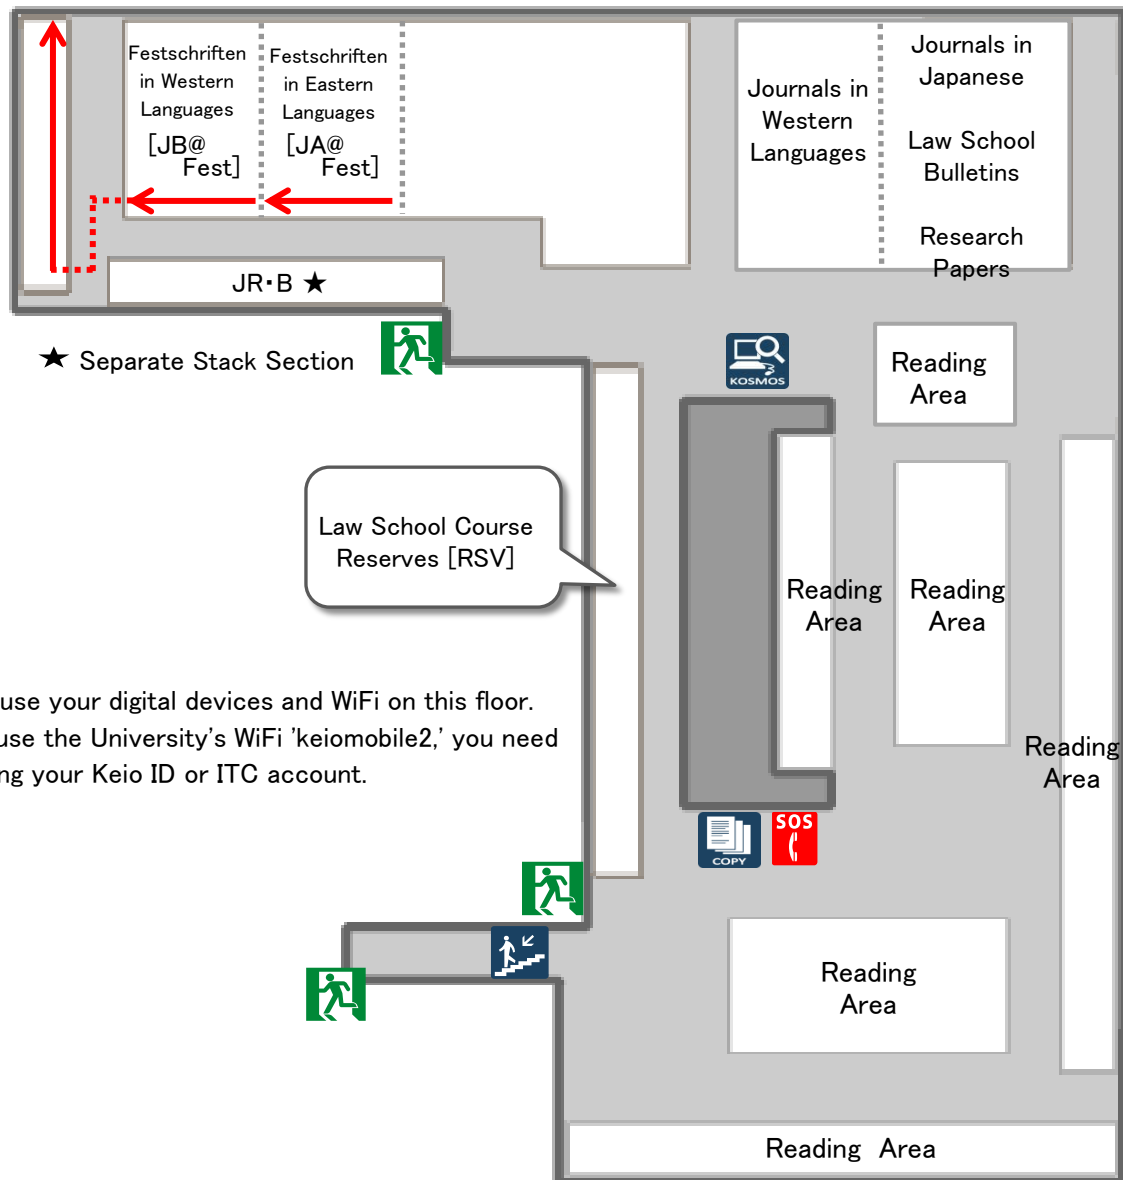 Festschriften
in Western
Languages
[JB@
Fest]
Festschriften
in Eastern
Languages
[JA@
Fest]
Journals in
Western
Languages
Journals in
Japanese
Law School
Bulletins
Research
Papers
JR・B ★
★ Separate Stack Section
KOSMOS
Reading
Area
Law School Course
Reserves [RSV]
Reading
Area
Reading
Area
Reading
Area
use your digital devices and WiFi on this floor.
use the University's WiFi 'keiomobile2,' you need
ng your Keio ID or ITC account.
COPY
SOS
Reading
Area
Reading Area